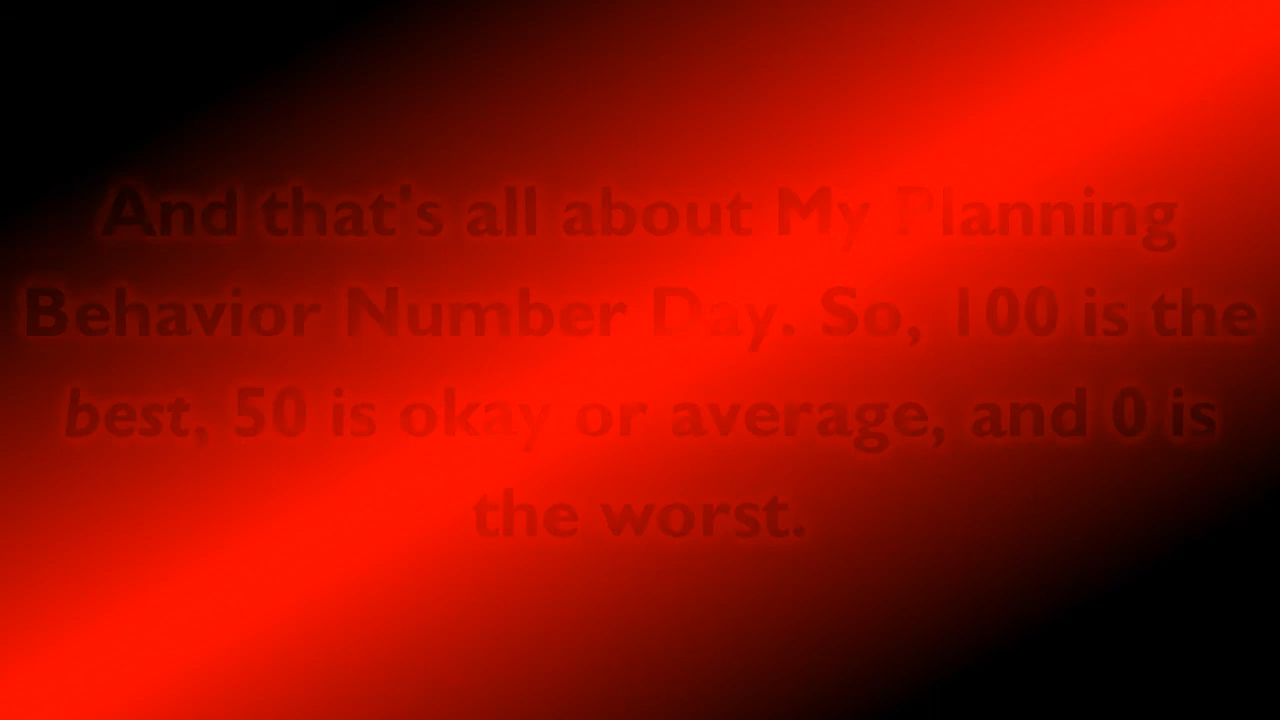 And that's all about My Planning
Behavior Number Day. So, 100 is the
best, 50 is okay or average, and 0 is
the worst.